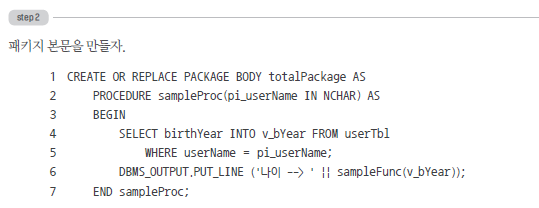 step 2
패키지 본문을 만들자.
1 CREATE OR REPLACE PACKAGE BODY totalPackage AS
2 PROCEDURE sampleProc(pi_userName IN NCHAR) AS
3 BEGIN
4 SELECT birthYear INTO v_bYear FROM userTbl
5 WHERE userName = pi_userName;
6 DBMS_OUTPUT.PUT_LINE ('나이 --> ' || sampleFunc(v_bYear));
7 END sampleProc;